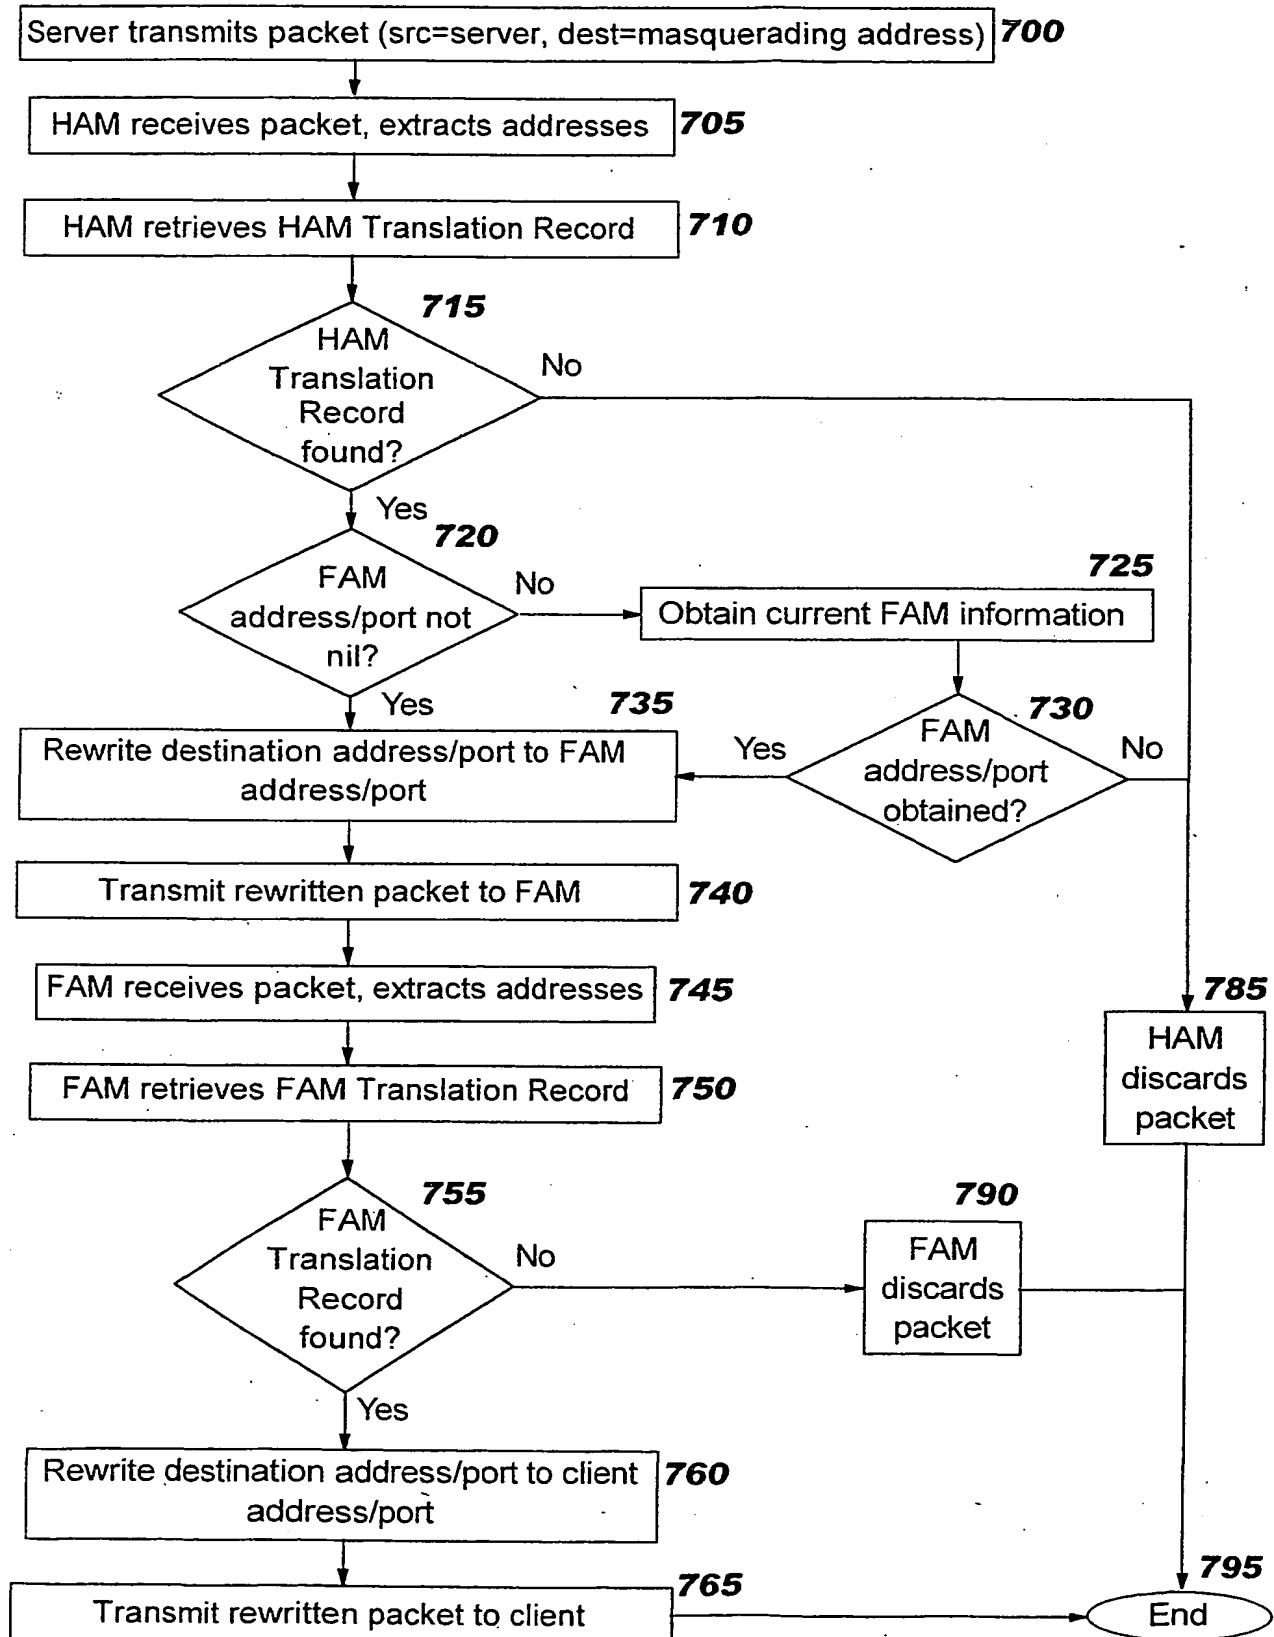 Server transmits packet (src=server, dest=masquerading address) 700
HAM receives packet, extracts addresses 705
HAM retrieves HAM Translation Record 710
715
HAM
Translation
Record
found?
No
Yes
720
FAM
address/port not
nil?
No
725
Obtain current FAM information
Yes
730
FAM
address/port
obtained?
Yes
No
735
Rewrite destination address/port to FAM
address/port
Transmit rewritten packet to FAM 740
FAM receives packet, extracts addresses 745
785
HAM
discards
packet
FAM retrieves FAM Translation Record 750
755
FAM
Translation
Record
found?
No
790
FAM
discards
packet
Yes
Rewrite destination address/port to client 760
address/port
765
Transmit rewritten packet to client
795
End